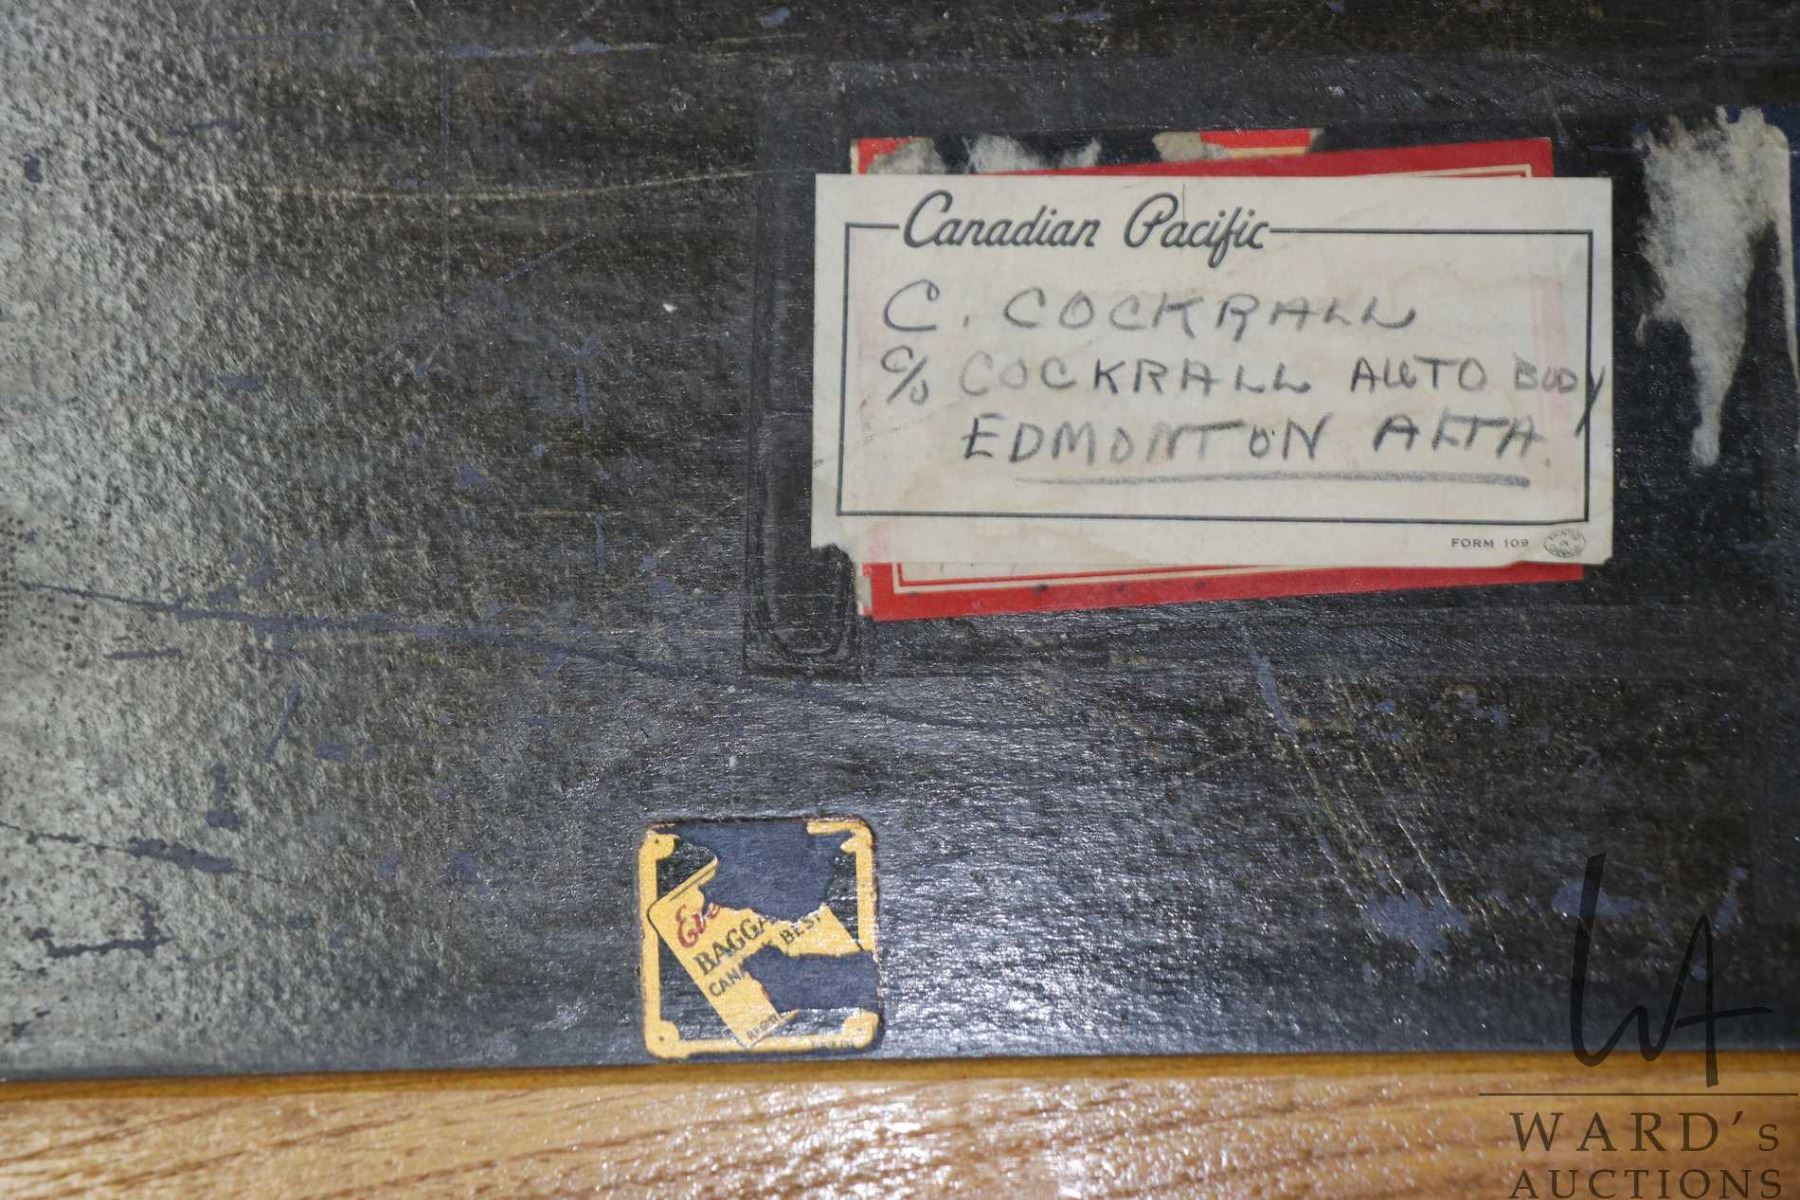 Canadian Pacific
C. COCKRALL
c/o COCKRALL AUTO BODY
EDMONTON ALTA.
FORM 109
BAGGA
BEST
CANA
WARD's
AUCTIONS